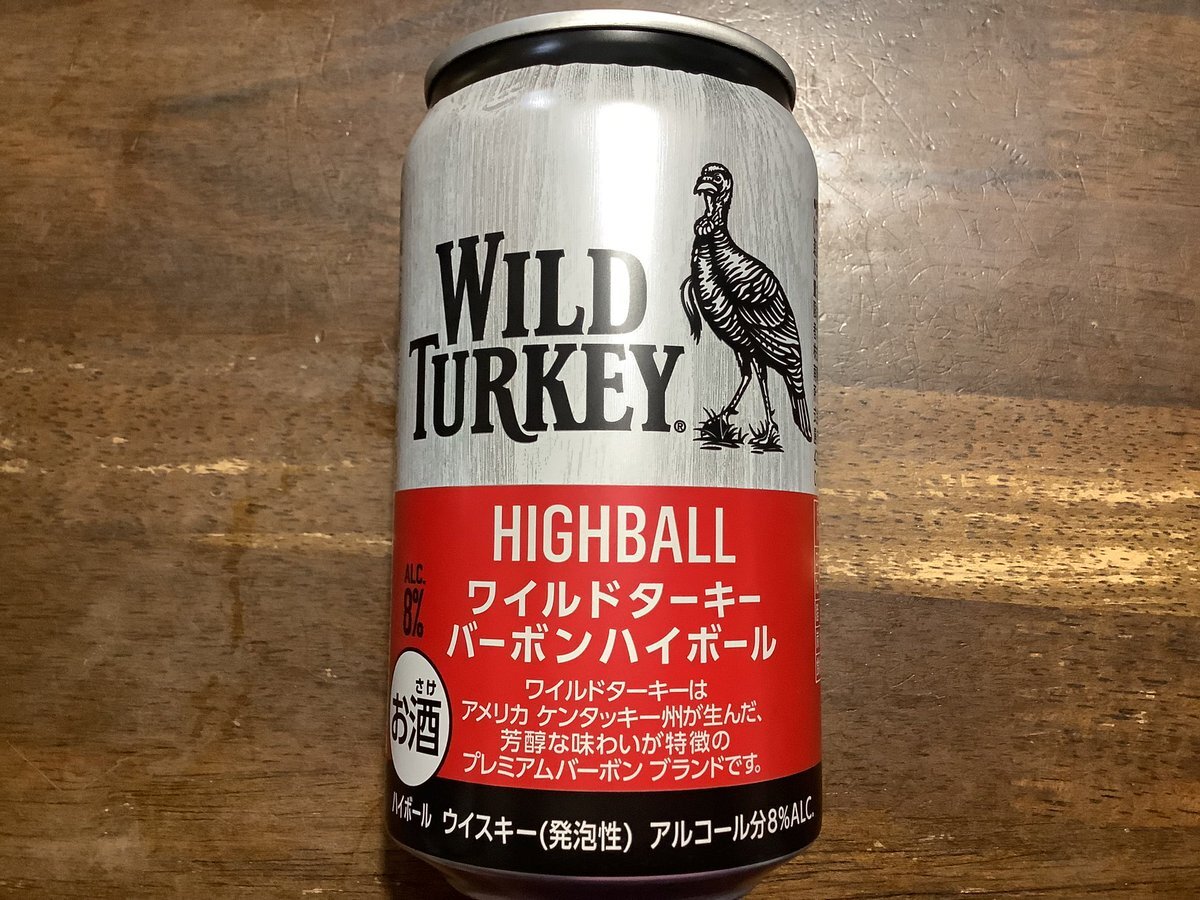 WILD
TURKEY®
HIGHBALL
ワイルドターキー
バーボンハイボール
ALC.
8%
ワイルドターキーは
アメリカ ケンタッキー州が生んだ、
芳醇な味わいが特徴の
プレミアムバーボン ブランドです。
さけ
お酒
ハイボール ウイスキー(発泡性) アルコール分8%ALC.